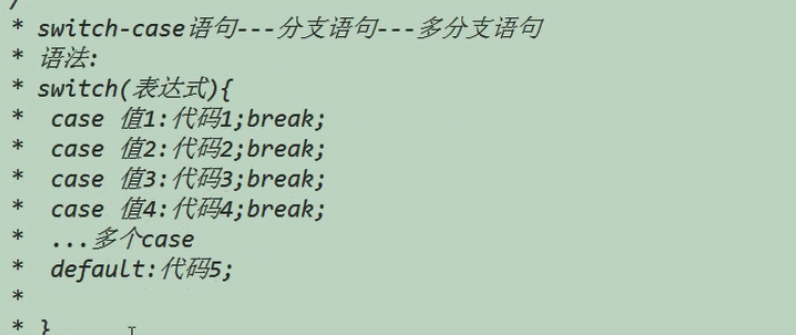 /
* switch-case语句---分支语句---多分支语句
* 语法:
* switch(表达式){
*  case 值1:代码1;break;
*  case 值2:代码2;break;
*  case 值3:代码3;break;
*  case 值4:代码4;break;
*  ...多个case
*  default:代码5;
*
* }